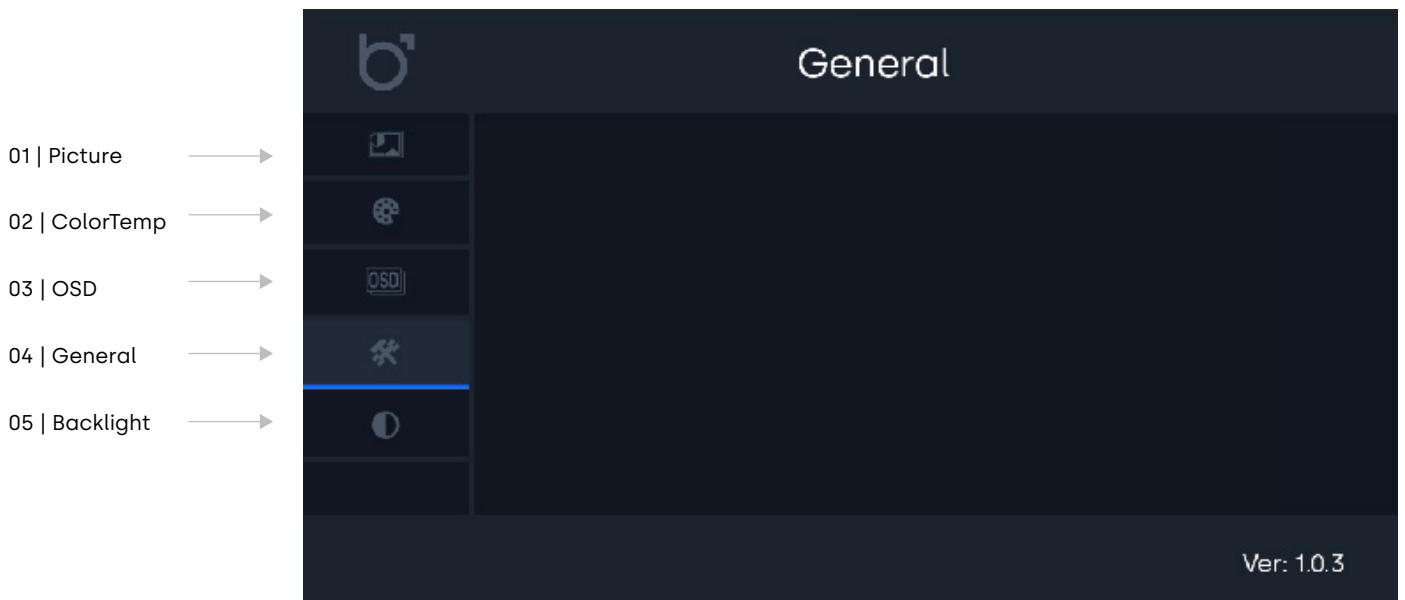 General
01 | Picture
02 | ColorTemp
03 | OSD
OSD
04 | General
05 | Backlight
Ver: 1.0.3